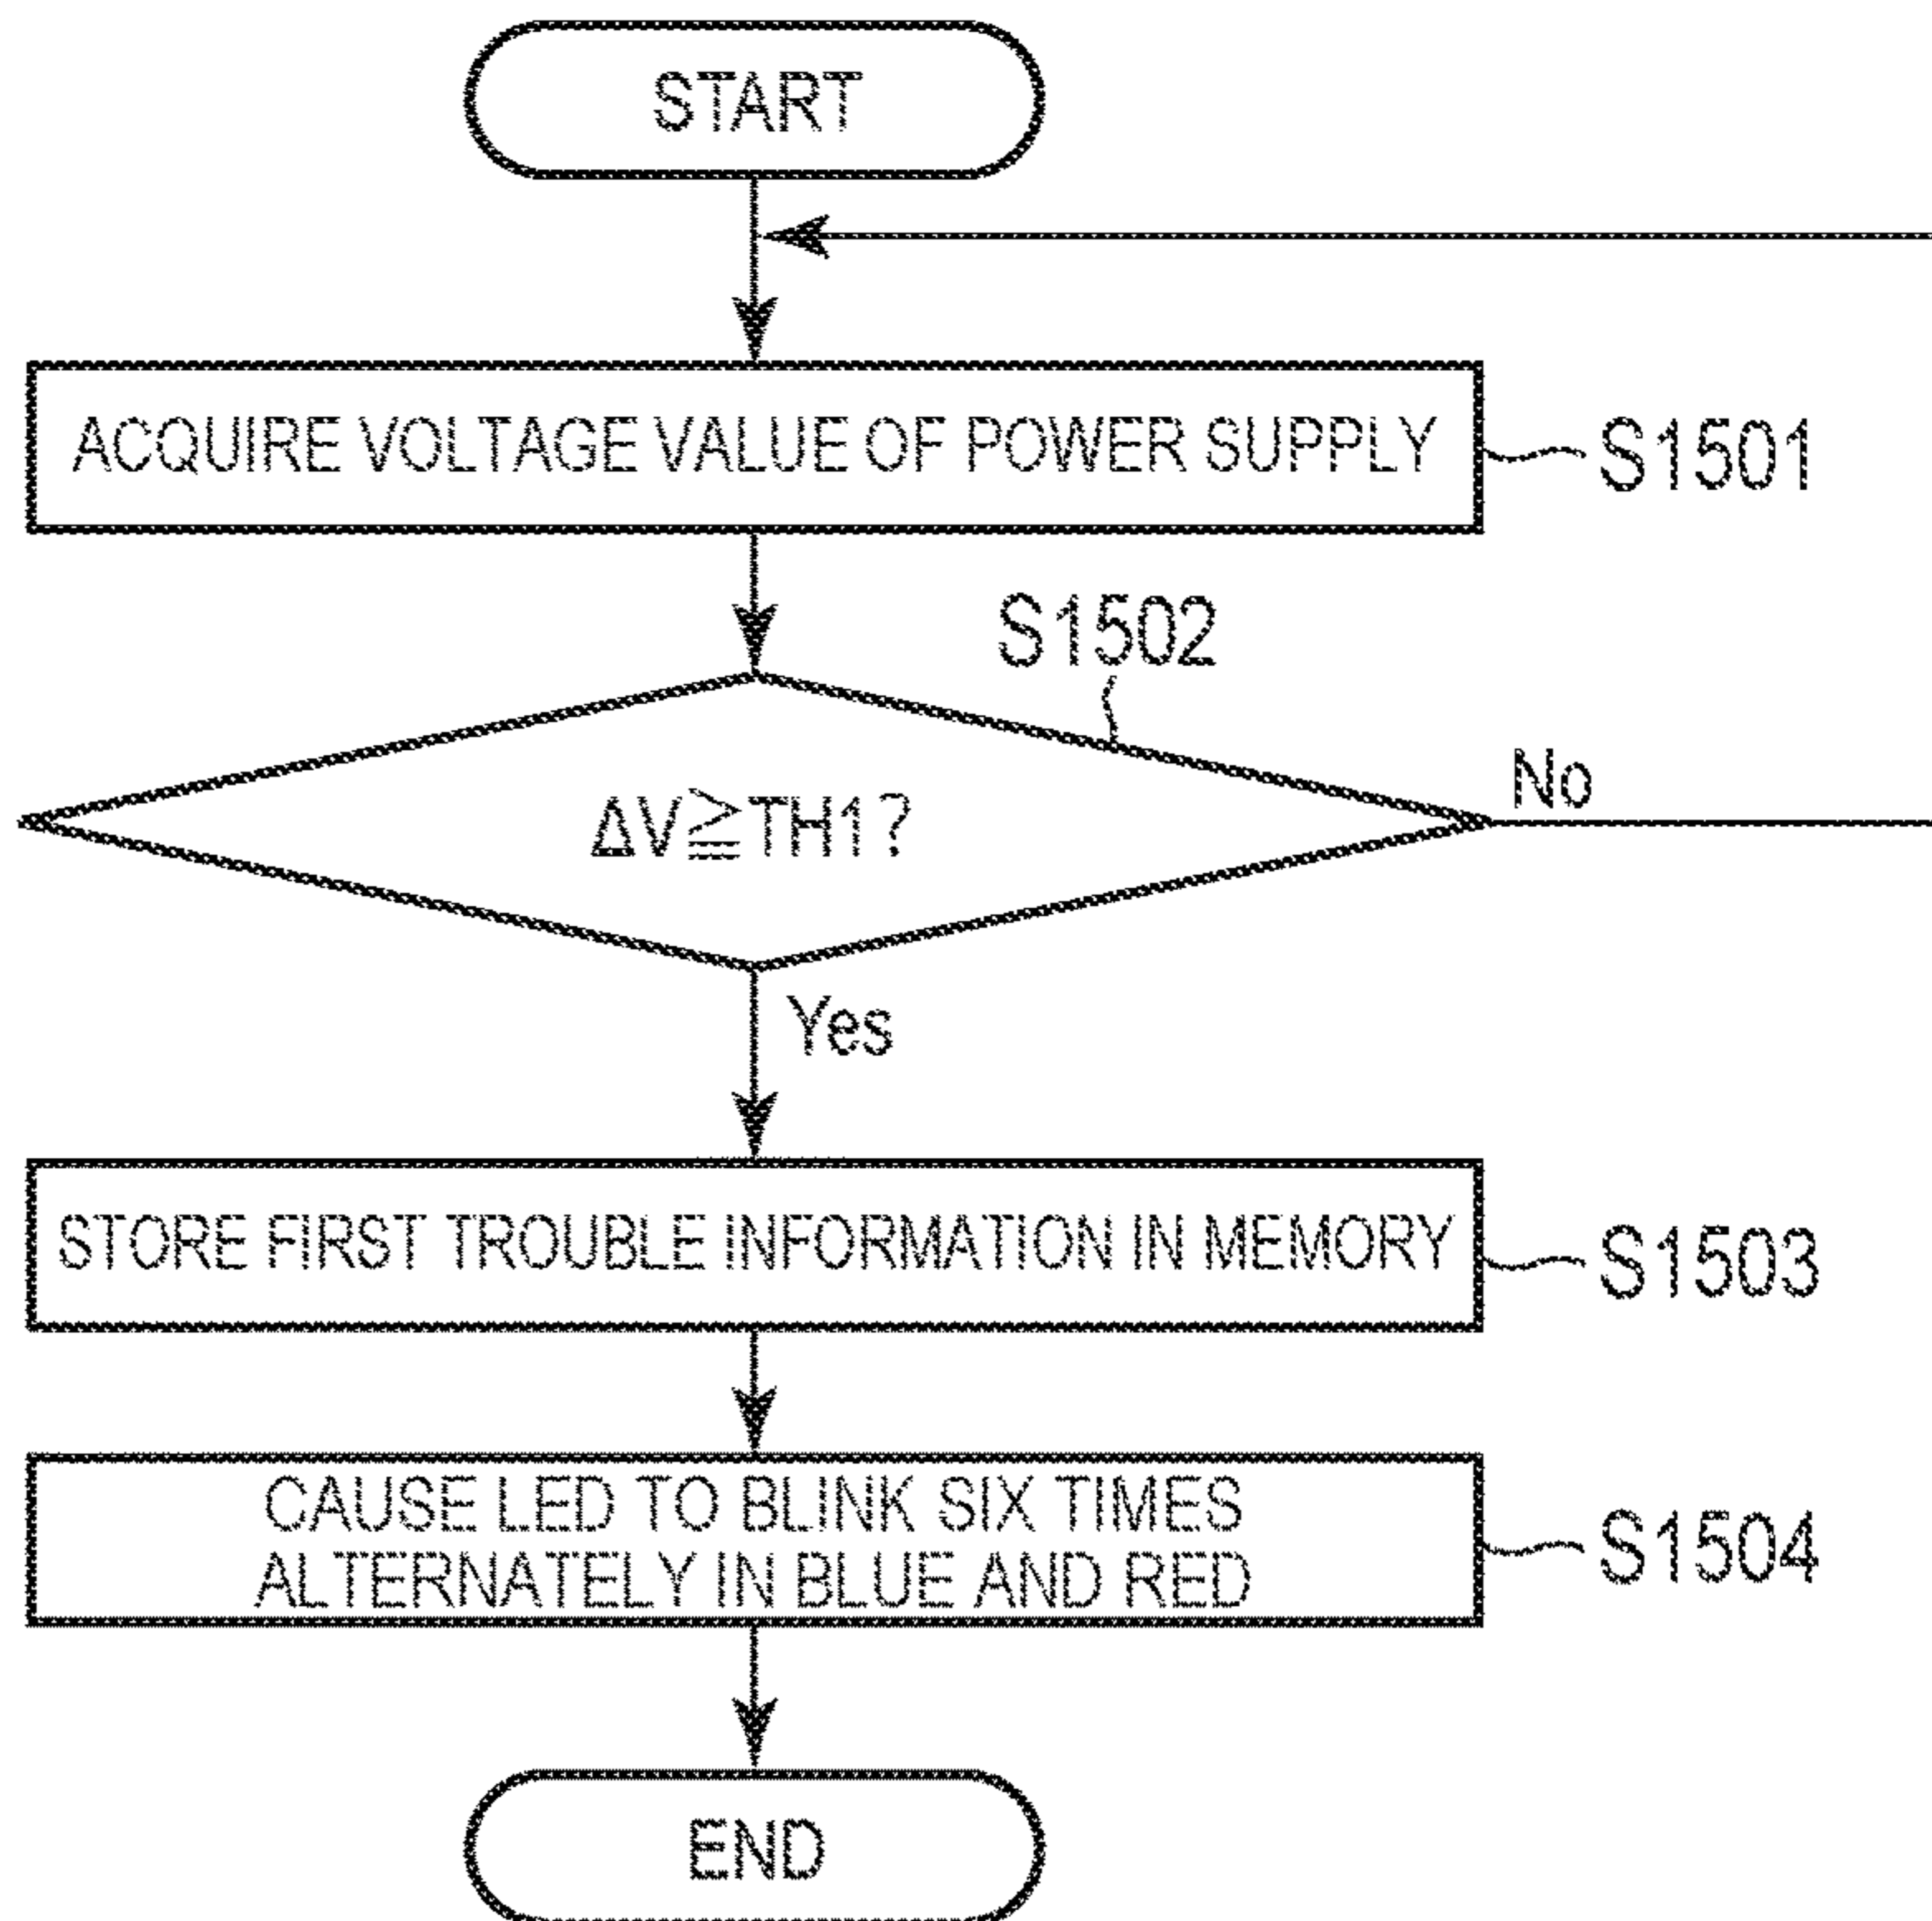 START
ACQUIRE VOLTAGE VALUE OF POWER SUPPLY
S1501
S1502
ΔV≧TH1?
No
Yes
STORE FIRST TROUBLE INFORMATION IN MEMORY
S1503
CAUSE LED TO BLINK SIX TIMES
ALTERNATELY IN BLUE AND RED
S1504
END